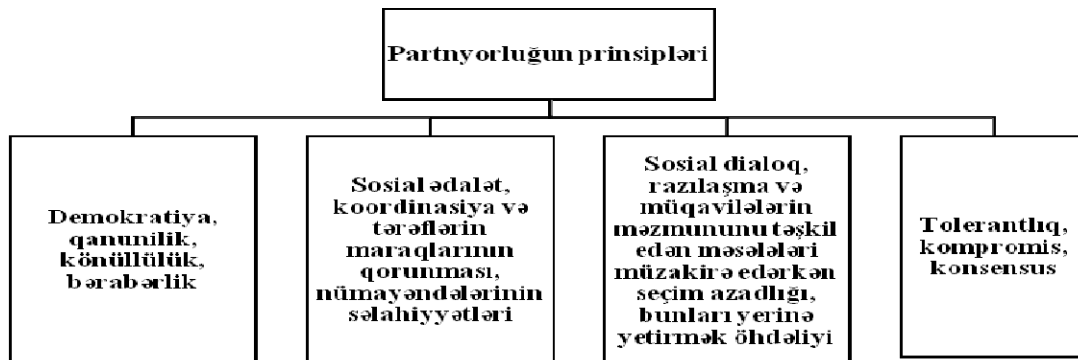 Partnyorluğun prinsipləri
Demokratiya,
qanunilik,
könüllülük,
bərabərlik
Sosial ədalət,
koordinasiya və
tərəflərin
maraqlarının
qorunması,
nümayəndələrinin
səlahiyyətləri
Sosial dialoq,
razılaşma və
müqavilələrin
məzmununu təşkil
edən məsələləri
müzakirə edərkən
seçim azadlığı,
bunları yerinə
yetirmək öhdəliyi
Tolerantlıq,
kompromis,
konsensus